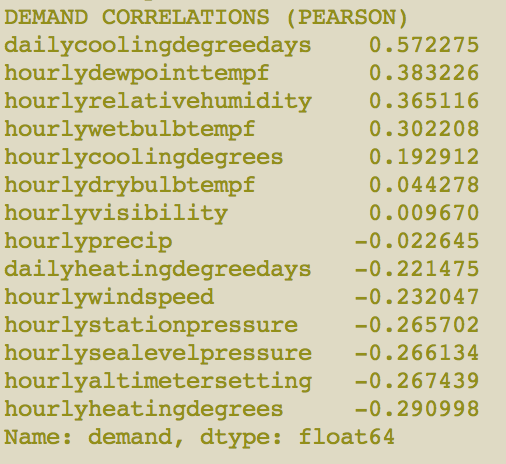 DEMAND CORRELATIONS (PEARSON)
dailycoolingdegreedays 0.572275
hourlydewpointtempf 0.383226
hourlyrelativehumidity 0.365116
hourlywetbulbtempf 0.302208
hourlycoolingdegrees 0.192912
hourlydrybulbtempf 0.044278
hourlyvisibility 0.009670
hourlyprecip -0.022645
dailyheatingdegreedays -0.221475
hourlywindspeed -0.232047
hourlystationpressure -0.265702
hourlysealevelpressure -0.266134
hourlyaltimetersetting -0.267439
hourlyheatingdegrees -0.290998
Name: demand, dtype: float64